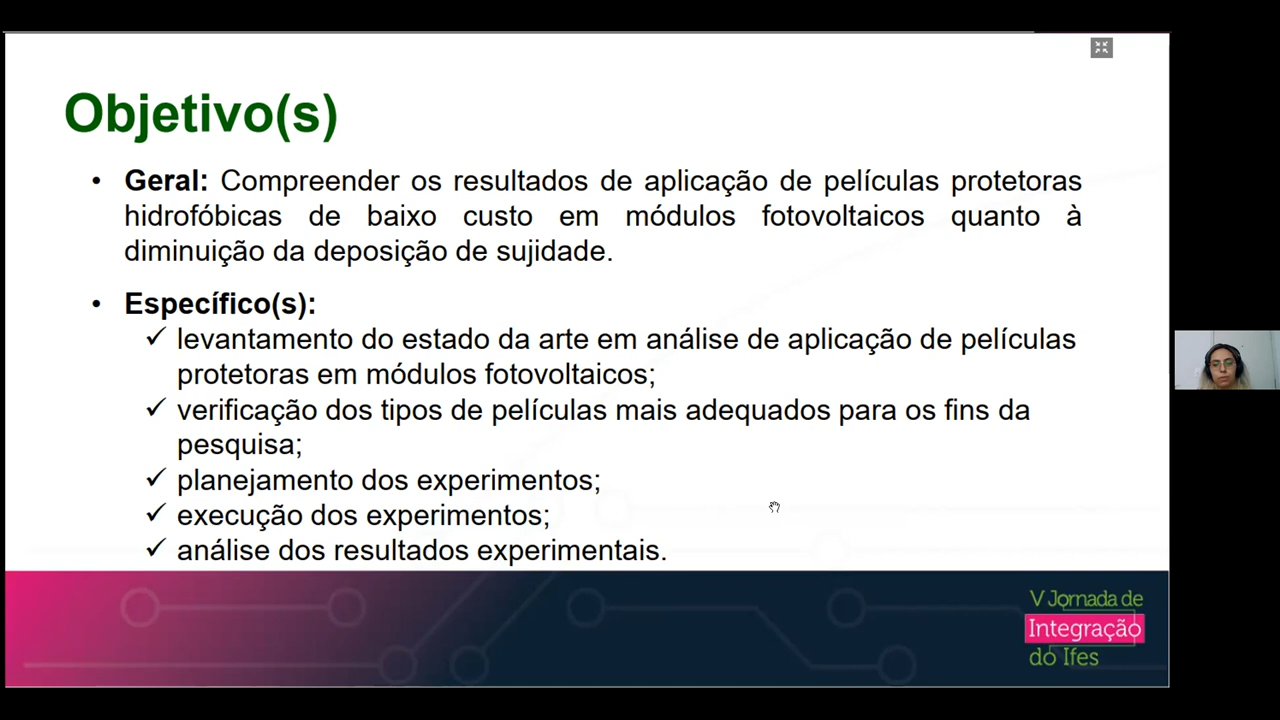 Objetivo(s)
• Geral: Compreender os resultados de aplicação de películas protetoras
hidrofóbicas de baixo custo em módulos fotovoltaicos quanto à
diminuição da deposição de sujidade.
• Específico(s):
✓ levantamento do estado da arte em análise de aplicação de películas
protetoras em módulos fotovoltaicos;
✓ verificação dos tipos de películas mais adequados para os fins da
pesquisa;
✓ planejamento dos experimentos;
✓ execução dos experimentos;
✓ análise dos resultados experimentais.
V Jornada de
Integração
do Ifes